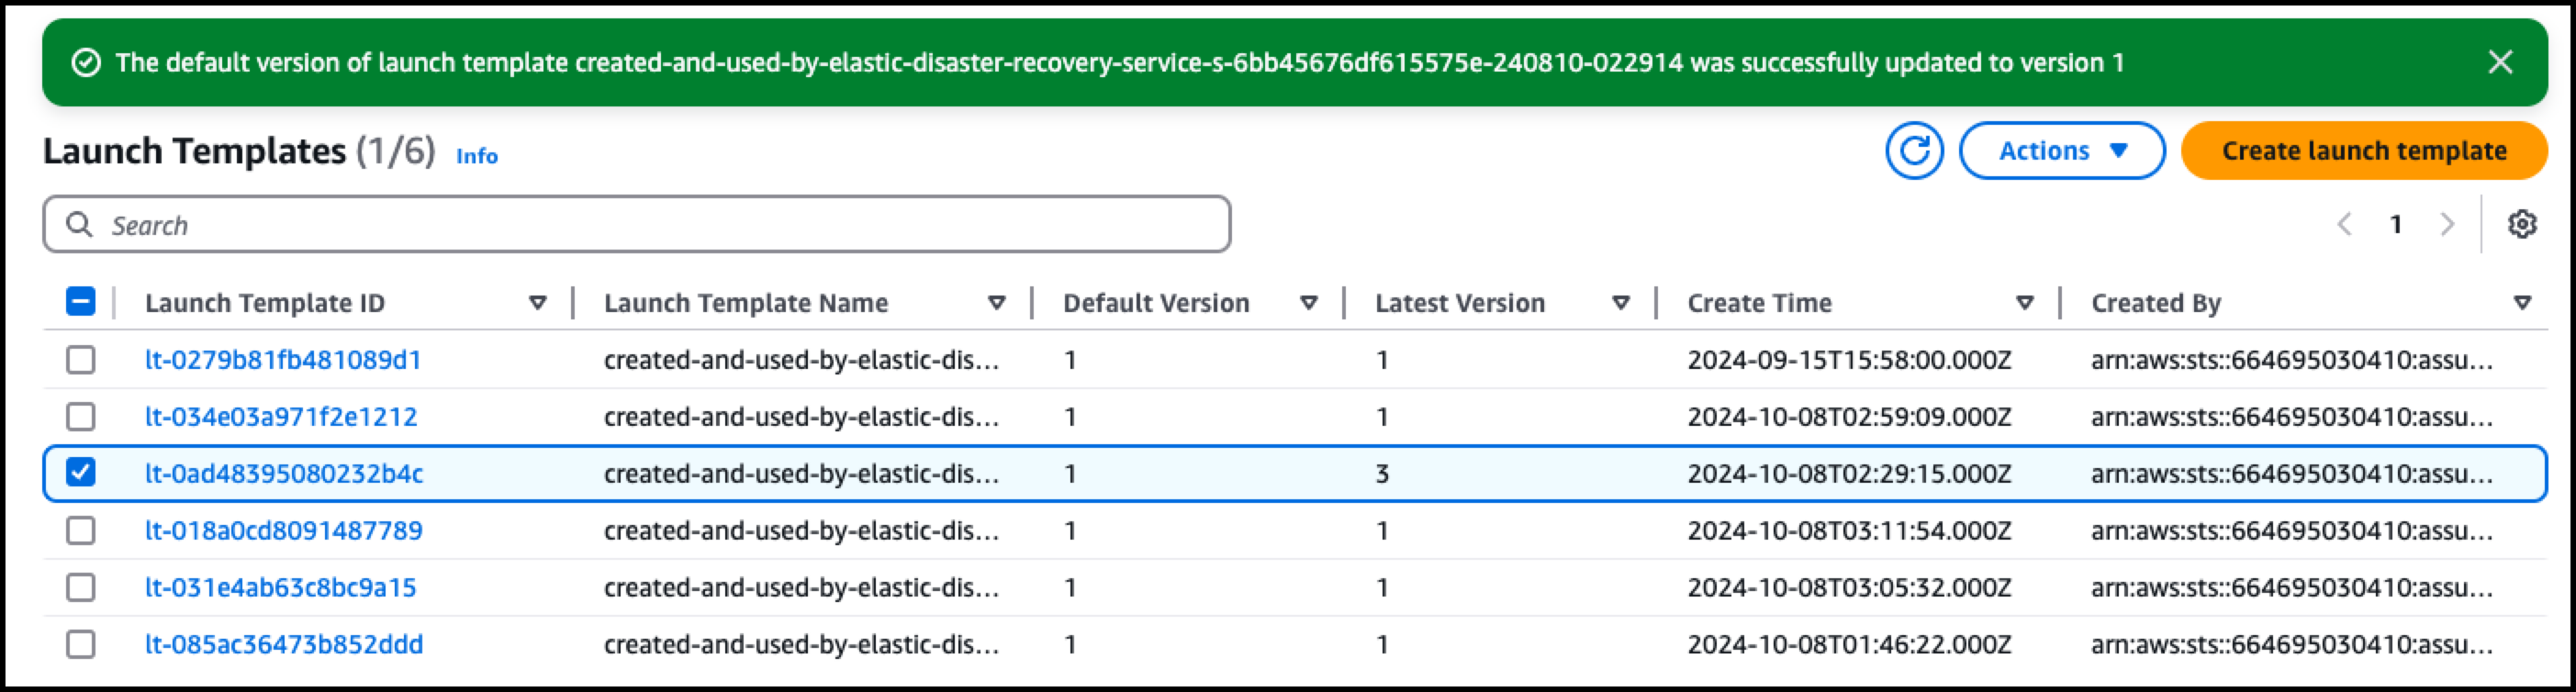 The default version of launch template created-and-used-by-elastic-disaster-recovery-service-s-6bb45676df615575e-240810-022914 was successfully updated to version 1
Launch Templates (1/6) Info Actions Create launch template
Search 1
Launch Template ID Launch Template Name Default Version Latest Version Create Time Created By
lt-0279b81fb481089d1 created-and-used-by-elastic-dis... 1 1 2024-09-15T15:58:00.000Z arn:aws:sts::664695030410:assu...
lt-034e03a971f2e1212 created-and-used-by-elastic-dis... 1 1 2024-10-08T02:59:09.000Z arn:aws:sts::664695030410:assu...
lt-0ad48395080232b4c created-and-used-by-elastic-dis... 1 3 2024-10-08T02:29:15.000Z arn:aws:sts::664695030410:assu...
lt-018a0cd8091487789 created-and-used-by-elastic-dis... 1 1 2024-10-08T03:11:54.000Z arn:aws:sts::664695030410:assu...
lt-031e4ab63c8bc9a15 created-and-used-by-elastic-dis... 1 1 2024-10-08T03:05:32.000Z arn:aws:sts::664695030410:assu...
lt-085ac36473b852ddd created-and-used-by-elastic-dis... 1 1 2024-10-08T01:46:22.000Z arn:aws:sts::664695030410:assu...